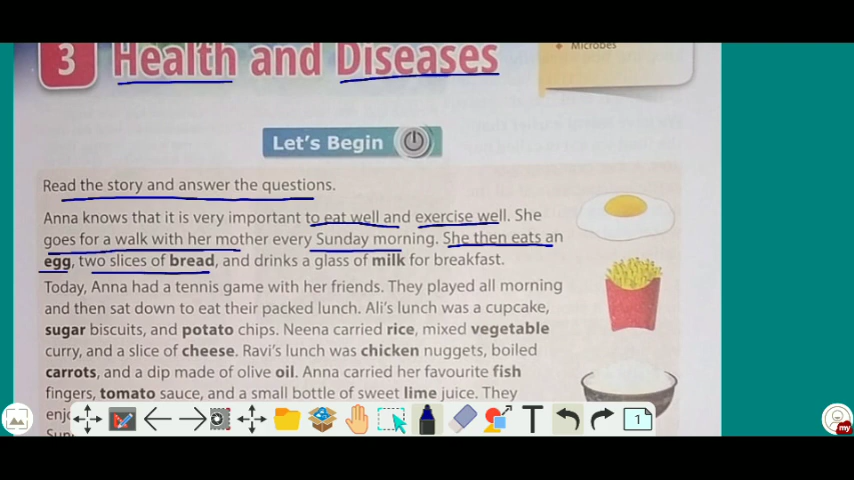 3 Health and Diseases
Microbes
Let's Begin
Read the story and answer the questions.
Anna knows that it is very important to eat well and exercise well. She
goes for a walk with her mother every Sunday morning. She then eats an
egg, two slices of bread, and drinks a glass of milk for breakfast.
Today, Anna had a tennis game with her friends. They played all morning
and then sat down to eat their packed lunch. Ali's lunch was a cupcake,
sugar biscuits, and potato chips. Neena carried rice, mixed vegetable
curry, and a slice of cheese. Ravi's lunch was chicken nuggets, boiled
carrots, and a dip made of olive oil. Anna carried her favourite fish
fingers, tomato sauce, and a small bottle of sweet lime juice. They
T
1
my